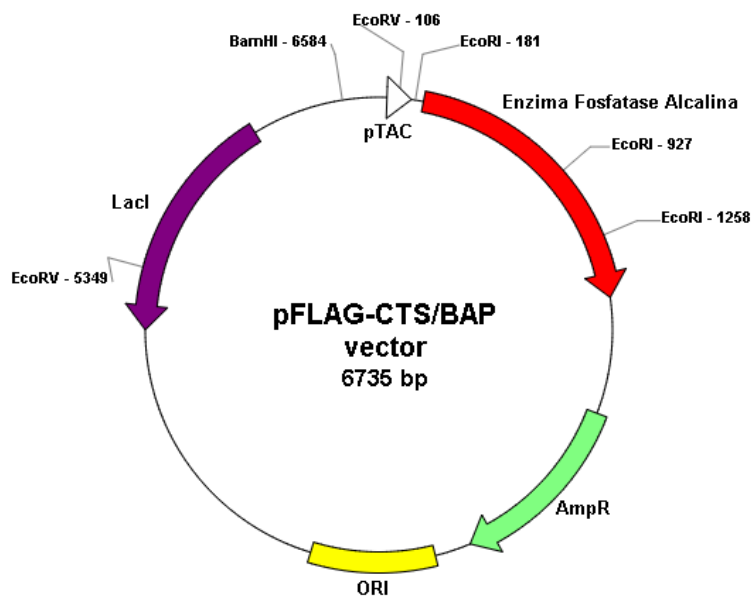 EcoRV - 106
BamHI - 6584
EcoRI - 181
Enzima Fosfatase Alcalina
pTAC
EcoRI - 927
LacI
EcoRI - 1258
EcoRV - 5349
pFLAG-CTS/BAP
vector
6735 bp
AmpR
ORI